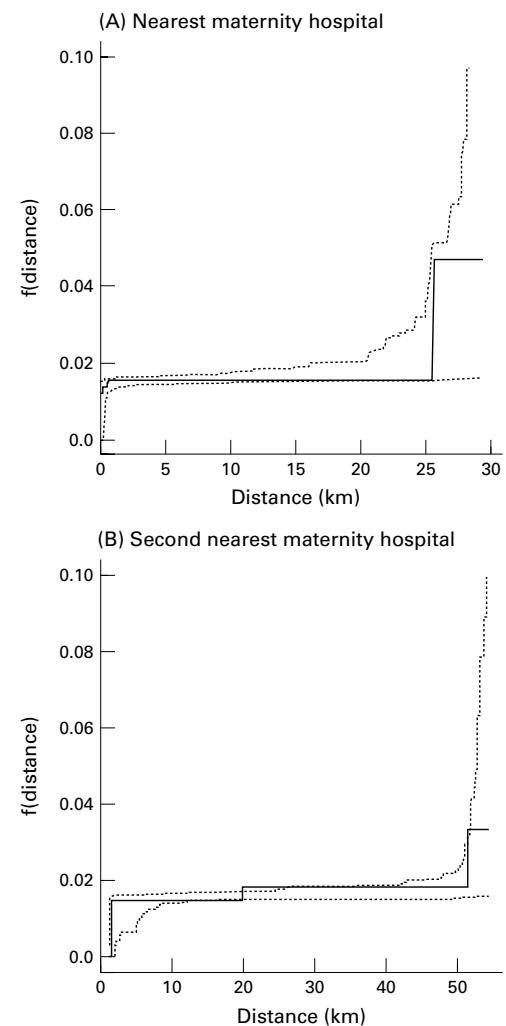 (A) Nearest maternity hospital
0.10
0.08
0.06
0.04
0.02
0.0
f(distance)
0 5 10 15 20 25 30
Distance (km)
(B) Second nearest maternity hospital
0.10
0.08
0.06
0.04
0.02
0.0
f(distance)
0 10 20 30 40 50
Distance (km)